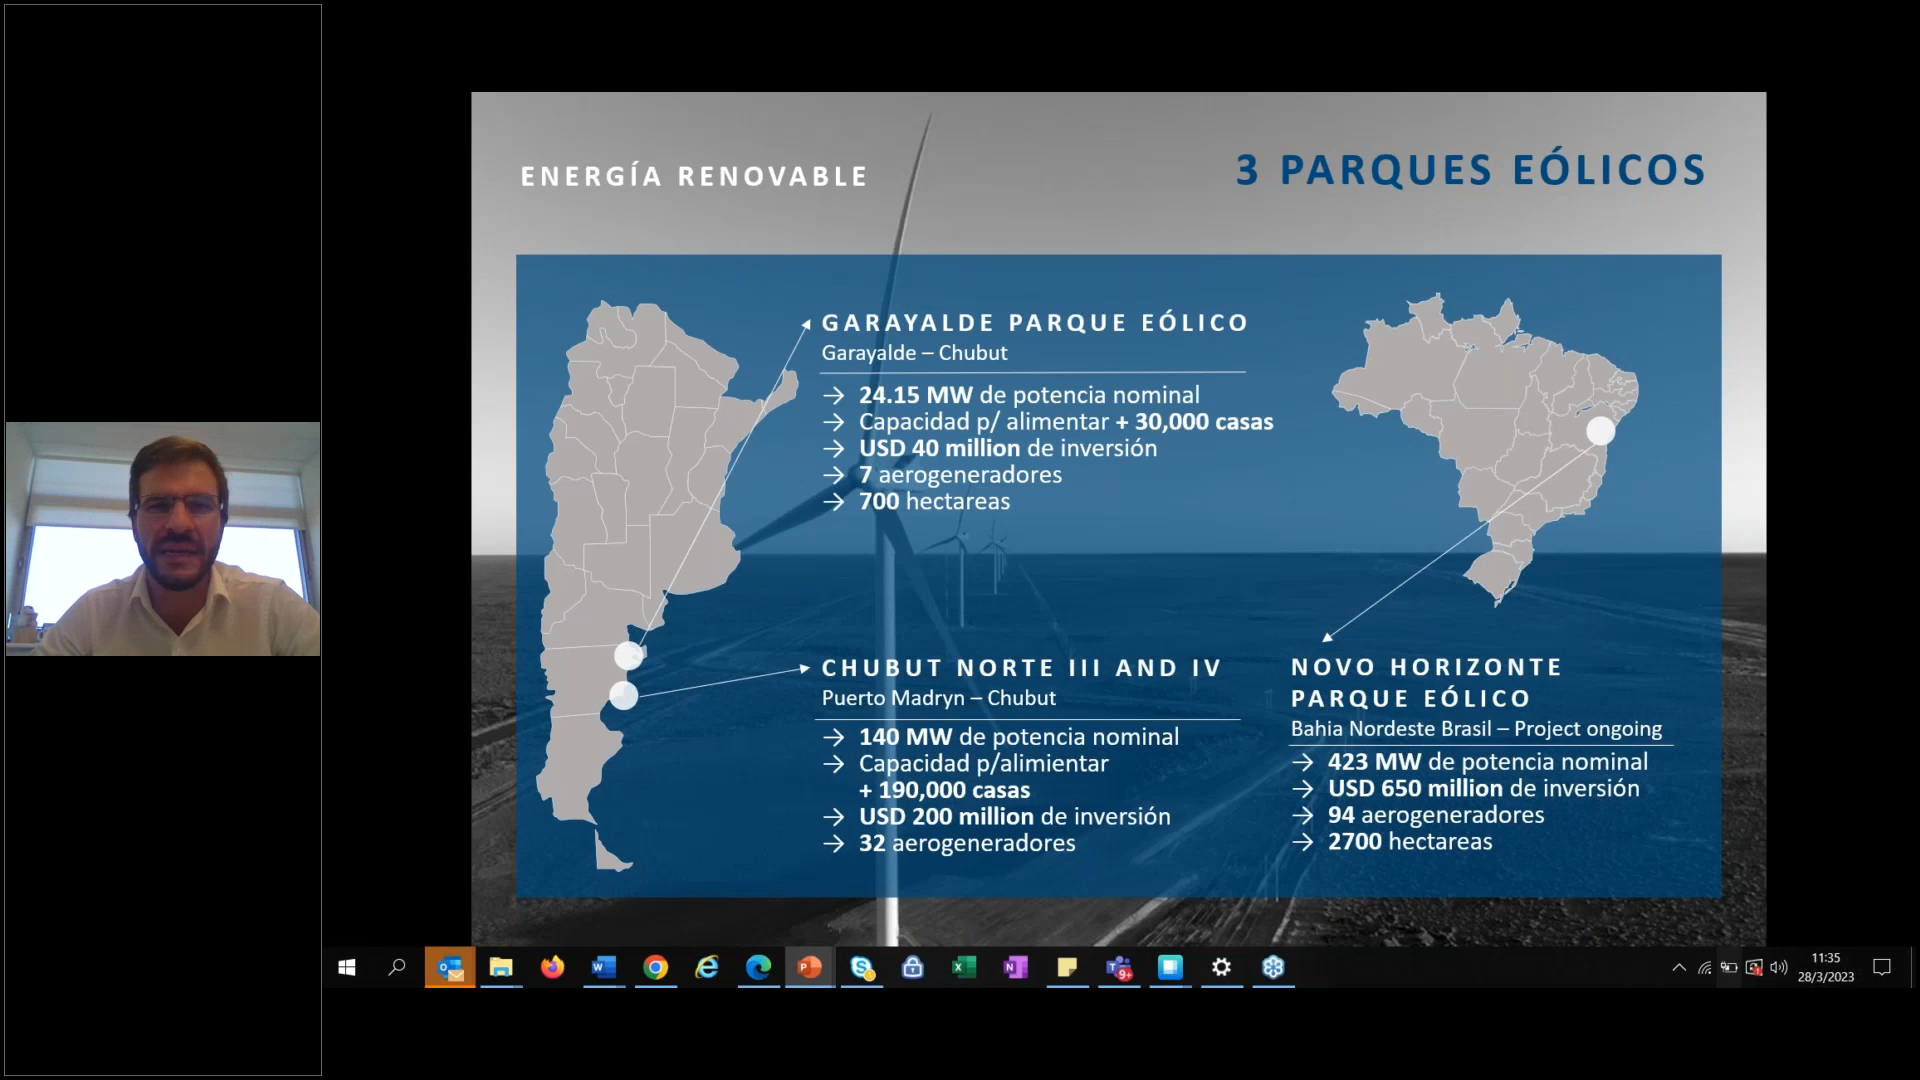 ENERGÍA RENOVABLE
3 PARQUES EÓLICOS
GARAYALDE PARQUE EÓLICO
Garayalde – Chubut
→ 24.15 MW de potencia nominal
→ Capacidad p/ alimentar + 30,000 casas
→ USD 40 million de inversión
→ 7 aerogeneradores
→ 700 hectareas
CHUBUT NORTE III AND IV
Puerto Madryn – Chubut
→ 140 MW de potencia nominal
→ Capacidad p/alimientar
+ 190,000 casas
→ USD 200 million de inversión
→ 32 aerogeneradores
NOVO HORIZONTE
PARQUE EÓLICO
Bahia Nordeste Brasil – Project ongoing
→ 423 MW de potencia nominal
→ USD 650 million de inversión
→ 94 aerogeneradores
→ 2700 hectareas
9+
11:35
28/3/2023